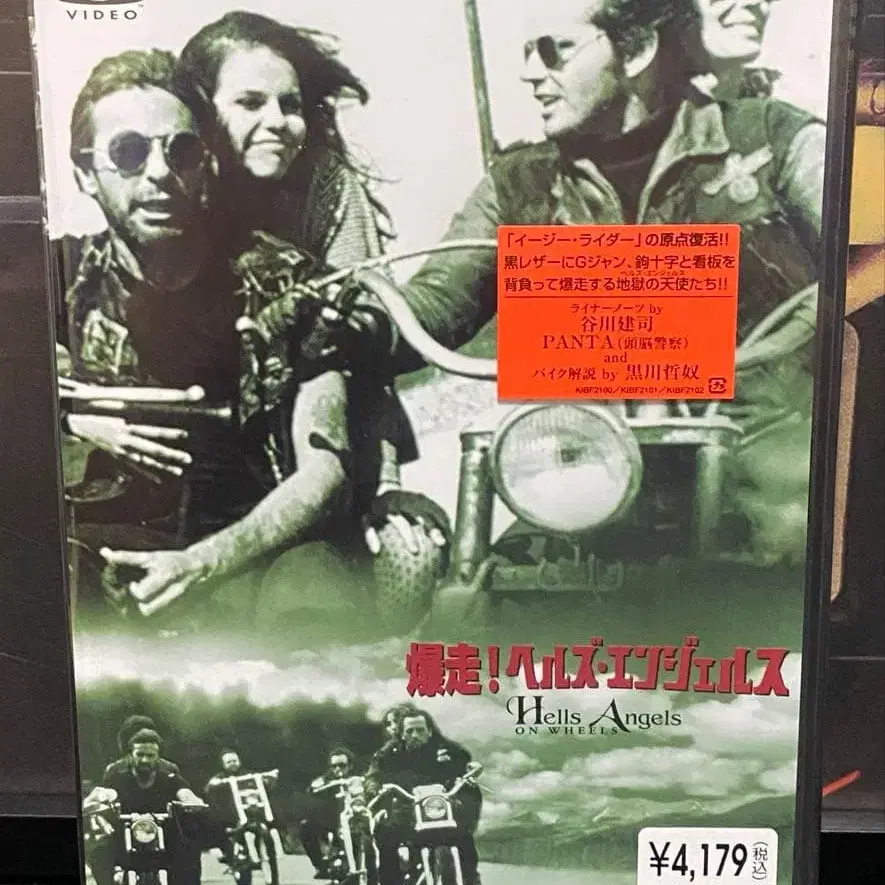 VIDEO™
「イージー・ライダー」の原点復活!!
黒レザーにGジャン、鉤十字と看板を
ヘルズ・エンジェルス
背負って爆走する地獄の天使たち!!
ライナーノーツ by
谷川建司
PANTA(頭脳警察)
and
バイク解説 by 黒川哲奴
KIBF2100/KIBF2101/KIBF2102
爆走!ヘルズ・エンジェルス
Hells Angels
ON WHEELS
¥4,179(税込)